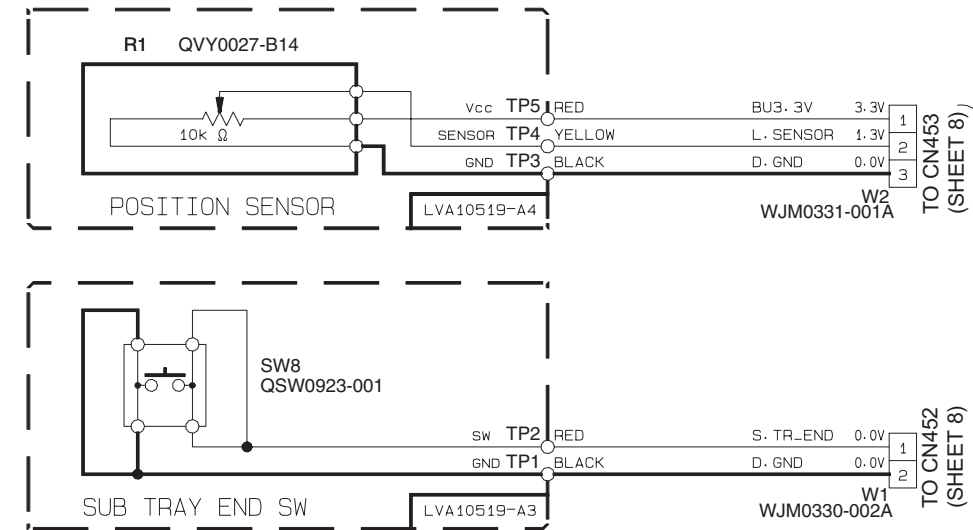 R1 QVY0027-B14
10k Ω
POSITION SENSOR
Vcc TP5 RED BU3.3V 3.3V 1
SENSOR TP4 YELLOW L.SENSOR 1.3V 2
GND TP3 BLACK D.GND 0.0V 3
LVA10519-A4
W2
WJM0331-001A
TO CN453
(SHEET 8)
SW8
QSW0923-001
SW TP2 RED S.TR_END 0.0V 1
GND TP1 BLACK D.GND 0.0V 2
SUB TRAY END SW
LVA10519-A3
W1
WJM0330-002A
TO CN452
(SHEET 8)